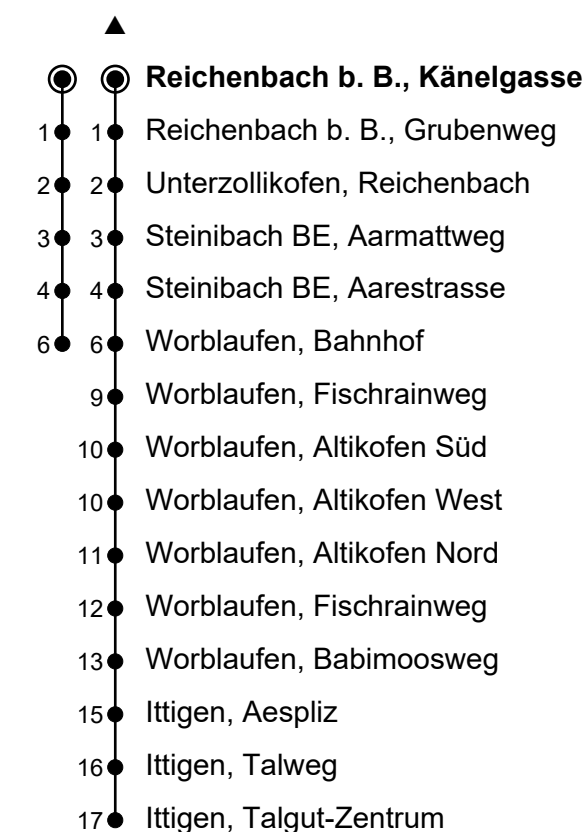 Reichenbach b. B., Känelgasse
1 1 Reichenbach b. B., Grubenweg
2 2 Unterzollikofen, Reichenbach
3 3 Steinibach BE, Aarmattweg
4 4 Steinibach BE, Aarestrasse
6 6 Worblaufen, Bahnhof
9 Worblaufen, Fischrainweg
10 Worblaufen, Altikofen Süd
10 Worblaufen, Altikofen West
11 Worblaufen, Altikofen Nord
12 Worblaufen, Fischrainweg
13 Worblaufen, Babimoosweg
15 Ittigen, Aespliz
16 Ittigen, Talweg
17 Ittigen, Talgut-Zentrum